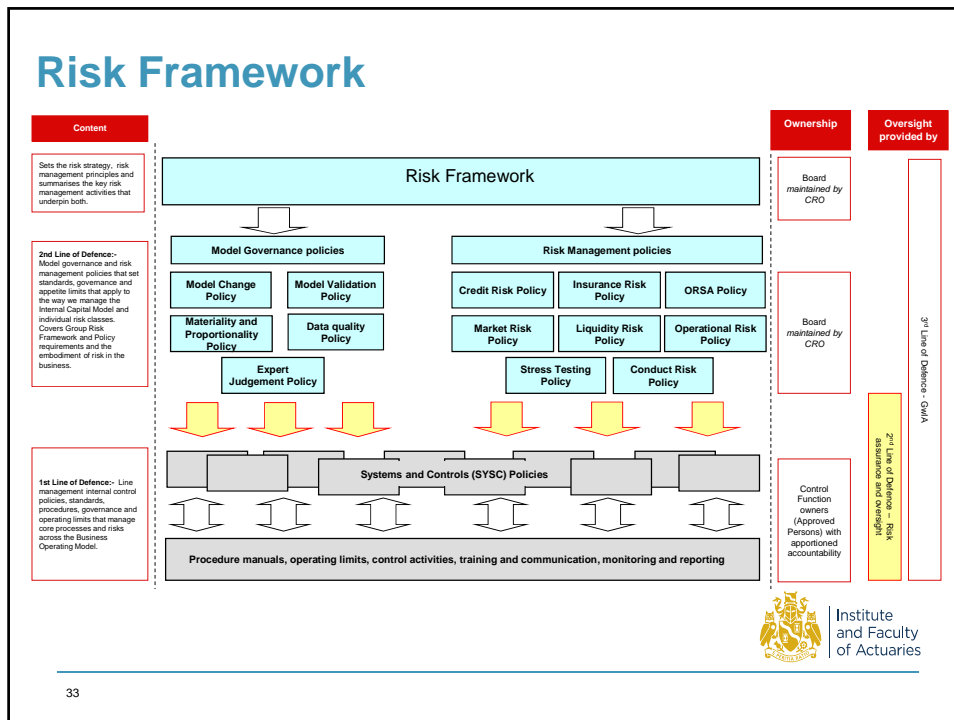 Risk Framework
Content
Ownership
Oversight
provided by
Sets the risk strategy, risk
management principles and
summarises the key risk
management activities that
underpin both.
Risk Framework
Board
maintained by
CRO
Model Governance policies
Risk Management policies
2nd Line of Defence:-
Model governance and risk
management policies that set
standards, governance and
appetite limits that apply to
the way we manage the
Internal Capital Model and
individual risk classes.
Covers Group Risk
Framework and Policy
requirements and the
embodiment of risk in the
business.
Model Change
Policy
Model Validation
Policy
Materiality and
Proportionality
Policy
Data quality
Policy
Expert
Judgement Policy
Credit Risk Policy
Insurance Risk
Policy
ORSA Policy
Market Risk
Policy
Liquidity Risk
Policy
Operational Risk
Policy
Stress Testing
Policy
Conduct Risk
Policy
Board
maintained by
CRO
3rd Line of Defence - GwIA
2nd Line of Defence – Risk
assurance and oversight
1st Line of Defence:- Line
management internal control
policies, standards,
procedures, governance and
operating limits that manage
core processes and risks
across the Business
Operating Model.
Systems and Controls (SYSC) Policies
Procedure manuals, operating limits, control activities, training and communication, monitoring and reporting
Control
Function
owners
(Approved
Persons) with
apportioned
accountability
Institute
and Faculty
of Actuaries
33